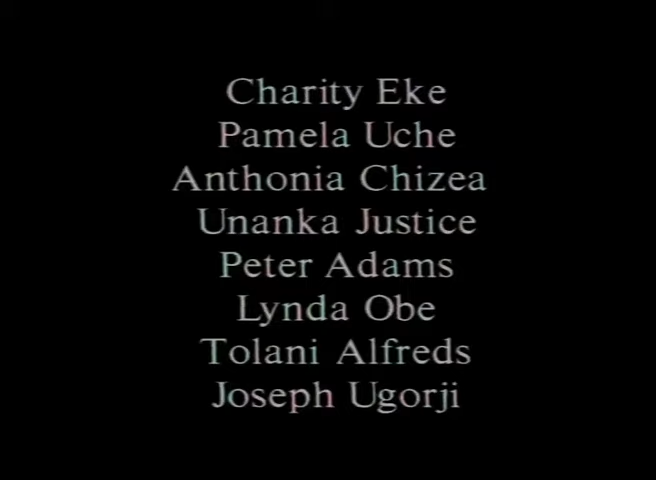 Charity Eke
Pamela Uche
Anthonia Chizea
Unanka Justice
Peter Adams
Lynda Obe
Tolani Alfreds
Joseph Ugorji